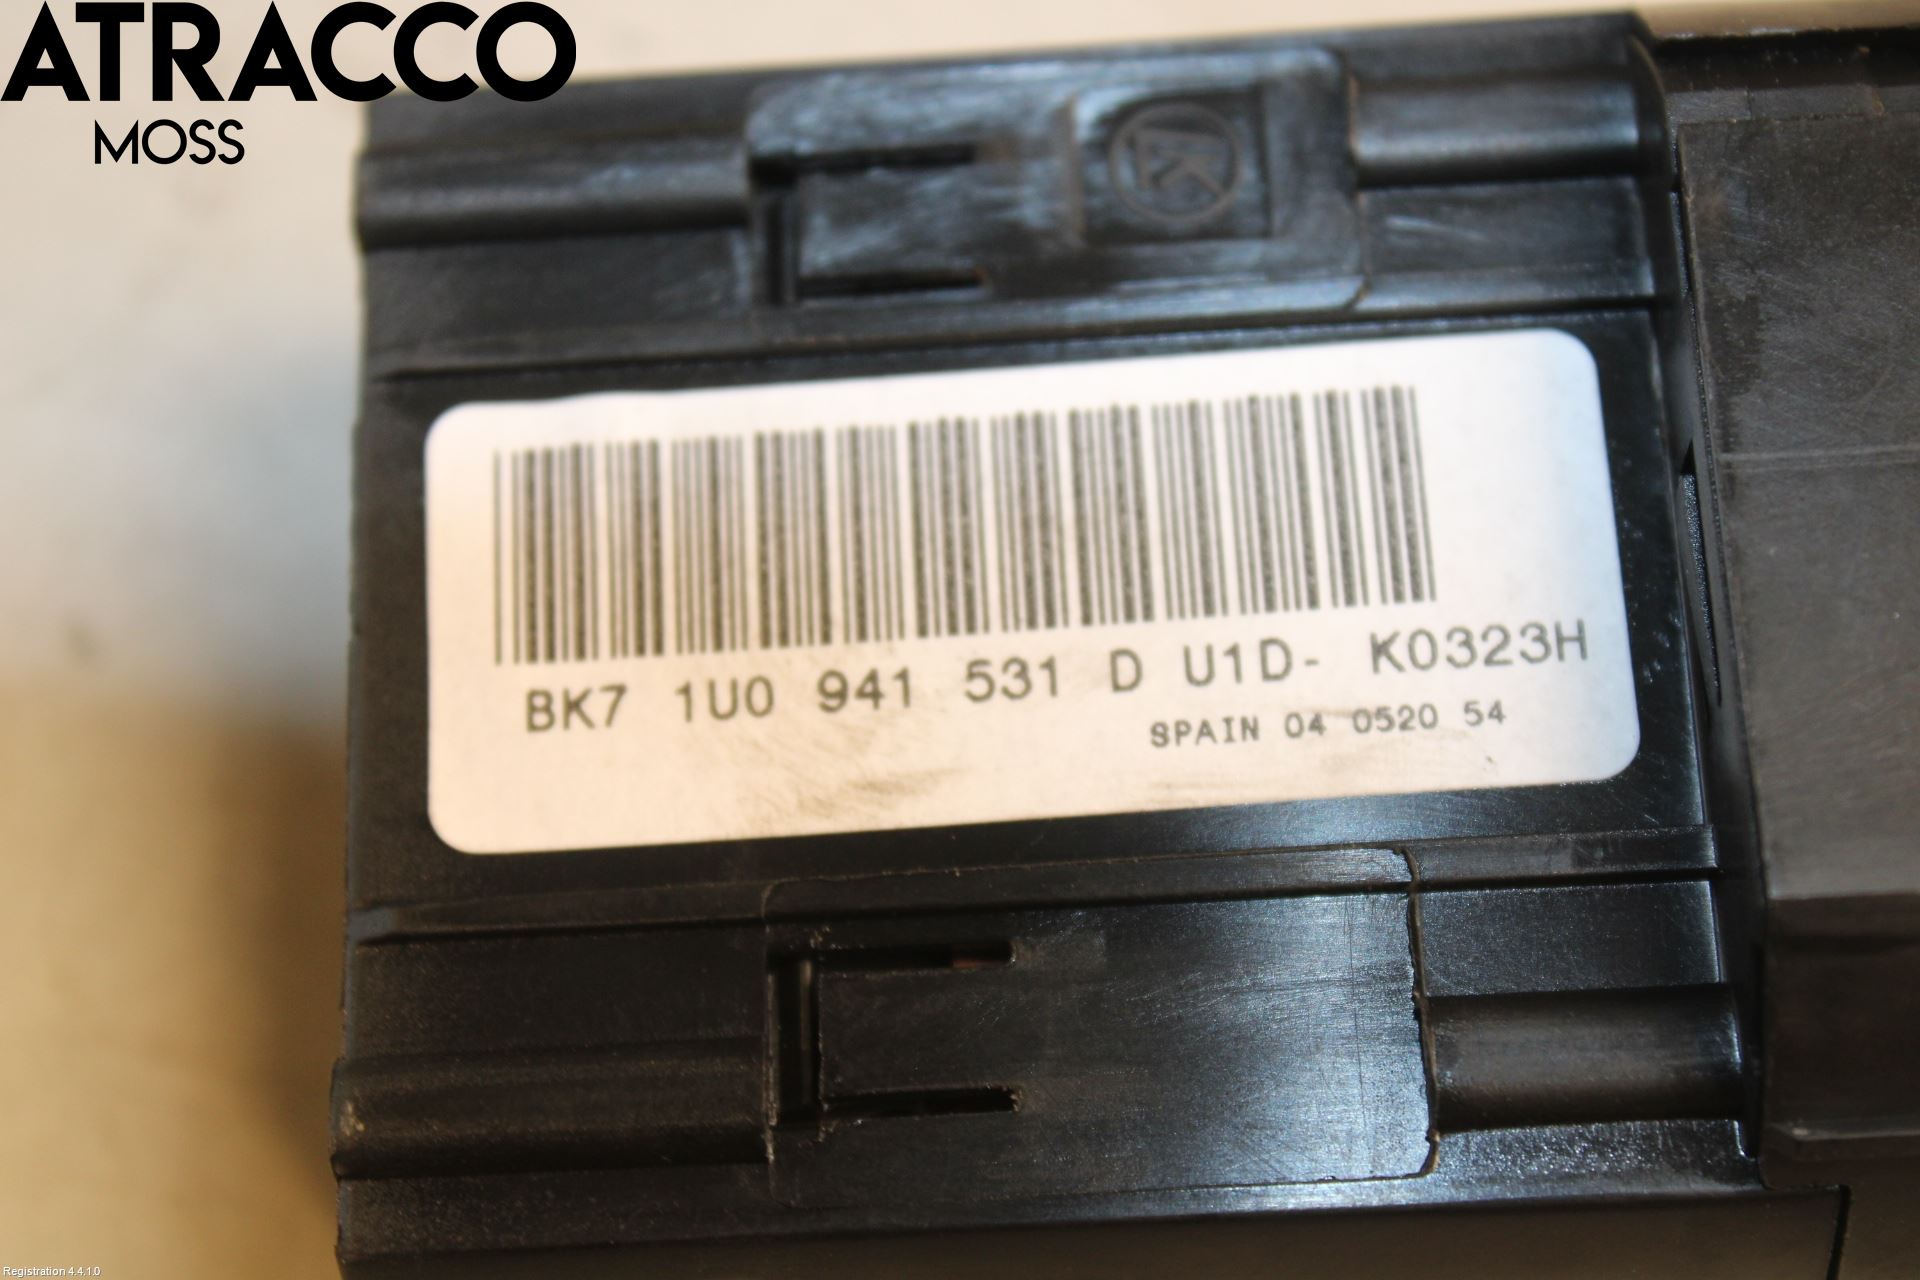 ATRACCO
MOSS
BK7 1U0 941 531 D U1D- K0323H
SPAIN 04 0520 54
Registration 4.4.1.0